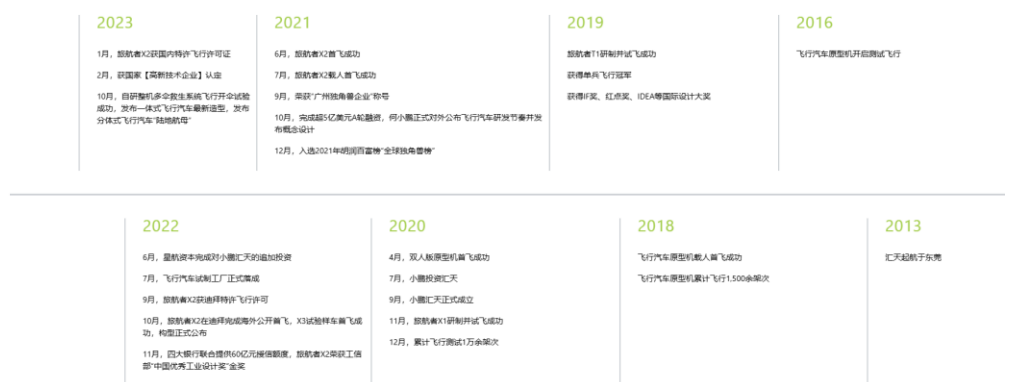 2023
1月，旅航者X2获国内特许飞行许可证
2月，获国家【高新技术企业】认定
10月，自研整机多伞救生系统飞行开伞试验
成功，发布一体式飞行汽车最新造型，发布
分体式飞行汽车“陆地航母”
2021
6月，旅航者X2首飞成功
7月，旅航者X2载人首飞成功
9月，荣获“广州独角兽企业”称号
10月，完成超5亿美元A轮融资，何小鹏正式对外公布飞行汽车研发节奏并发
布概念设计
12月，入选2021年胡润百富榜“全球独角兽榜”
2019
旅航者T1研制并试飞成功
获得单兵飞行冠军
获得IF奖、红点奖、IDEA等国际设计大奖
2016
飞行汽车原型机开启测试飞行
2022
6月，星航资本完成对小鹏汇天的追加投资
7月，飞行汽车试制工厂正式落成
9月，旅航者X2获迪拜特许飞行许可
10月，旅航者X2在迪拜完成海外公开首飞，X3试验样车首飞成
功，构型正式公布
11月，四大银行联合提供60亿元授信额度，旅航者X2荣获工信
部“中国优秀工业设计奖”金奖
2020
4月，双人版原型机首飞成功
7月，小鹏投资汇天
9月，小鹏汇天正式成立
11月，旅航者X1研制并试飞成功
12月，累计飞行测试1万余架次
2018
飞行汽车原型机载人首飞成功
飞行汽车原型机累计飞行1,500余架次
2013
汇天起航于东莞